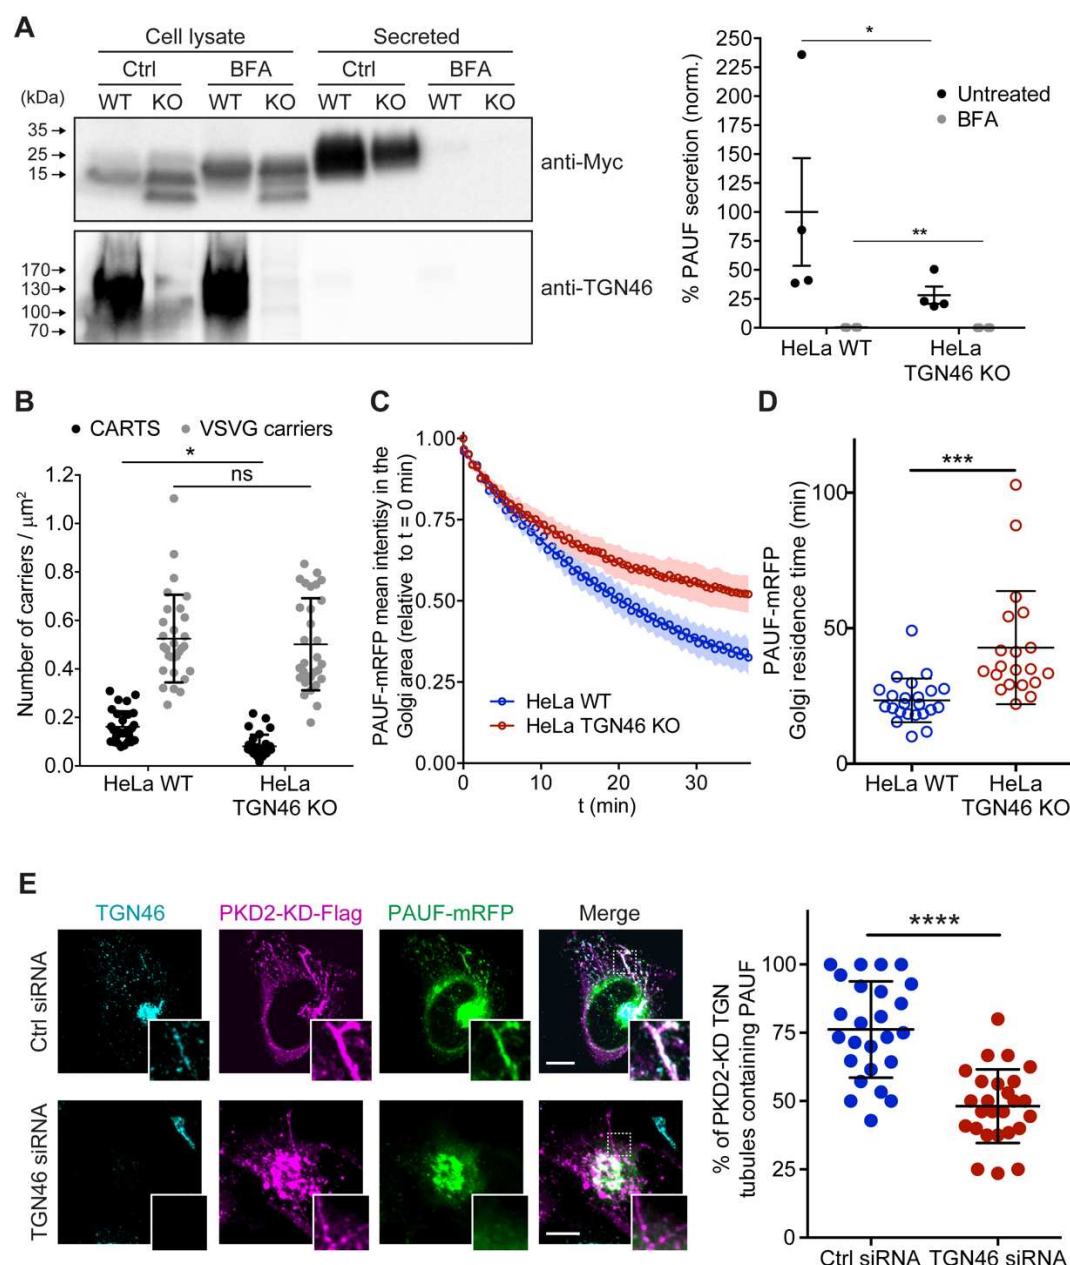 A
Cell lysate Secreted
Ctrl BFA Ctrl BFA
(kDa) WT KO WT KO WT KO WT KO
35
25
15
anti-Myc
170
130
100
70
anti-TGN46
% PAUF secretion (norm.)
250
225
200
175
150
125
100
75
50
25
0
*
**
Untreated
BFA
HeLa WT
HeLa
TGN46 KO
B
CARTS VSVG carriers
Number of carriers / μm²
1.2
1.0
0.8
0.6
0.4
0.2
0.0
*
ns
HeLa WT
HeLa
TGN46 KO
C
PAUF-mRFP mean intentisy in the
Golgi area (relative to t = 0 min)
1.00
0.75
0.50
0.25
0.00
HeLa WT
HeLa TGN46 KO
0 10 20 30
t (min)
D
PAUF-mRFP
Golgi residence time (min)
100
50
0
***
HeLa WT
HeLa
TGN46 KO
E
TGN46 PKD2-KD-Flag PAUF-mRFP Merge
Ctrl siRNA
TGN46 siRNA
% of PKD2-KD TGN
tubules containing PAUF
100
75
50
25
0
****
Ctrl siRNA TGN46 siRNA